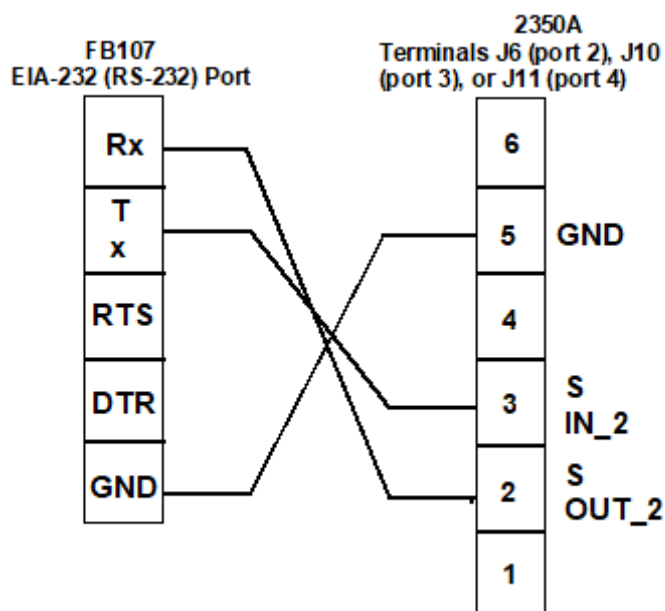 FB107
EIA-232 (RS-232) Port
2350A
Terminals J6 (port 2), J10
(port 3), or J11 (port 4)
Rx
T
x
RTS
DTR
GND
6
5
GND
4
3
S
IN_2
2
S
OUT_2
1